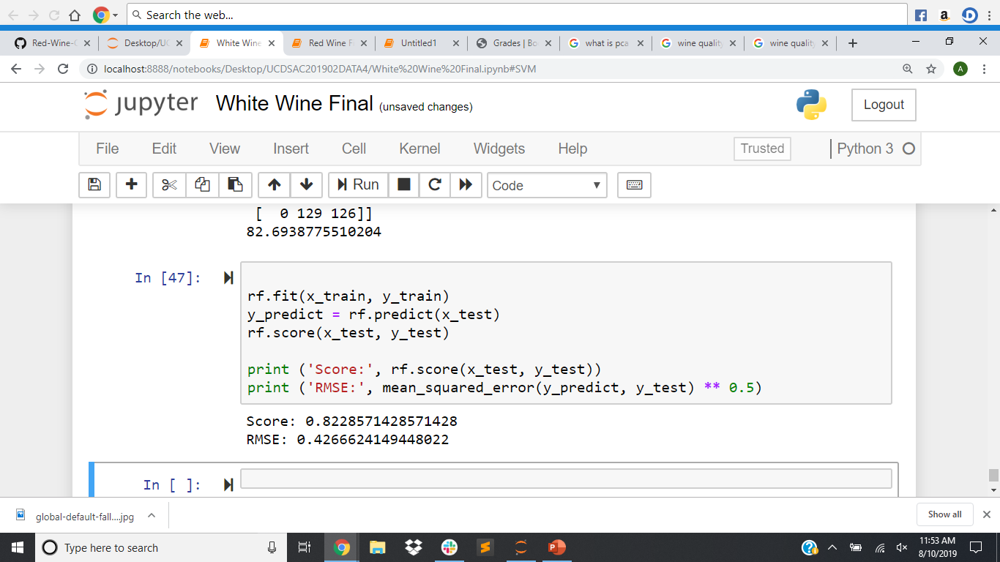 Search the web...
Red-Wine-C
Desktop/UC
White Wine
Red Wine F
Untitled1
Grades | Bo
what is pca
wine quality
wine quality
localhost:8888/notebooks/Desktop/UCDSAC201902DATA4/White%20Wine%20Final.ipynb#SVM
A
jupyter White Wine Final (unsaved changes)
Logout
File Edit View Insert Cell Kernel Widgets Help Trusted Python 3
Run Code
[  0 129 126]]
82.6938775510204
In [47]:
rf.fit(x_train, y_train)
y_predict = rf.predict(x_test)
rf.score(x_test, y_test)
print ('Score:', rf.score(x_test, y_test))
print ('RMSE:', mean_squared_error(y_predict, y_test) ** 0.5)
Score: 0.8228571428571428
RMSE: 0.4266624149448022
In [ ]:
global-default-fall....jpg
Show all
Type here to search
11:53 AM
8/10/2019